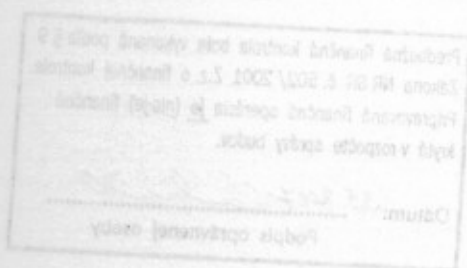 Predbežná finančná kontrola bola vykonaná podľa § 9
Zákona NR SR č. 502/2001 Z.z. o finančnej kontrole
Pripravovaná finančná operácia je (nie je) finančne
krytá v rozpočte správy budov.
Dátum:
Podpis oprávnenej osoby